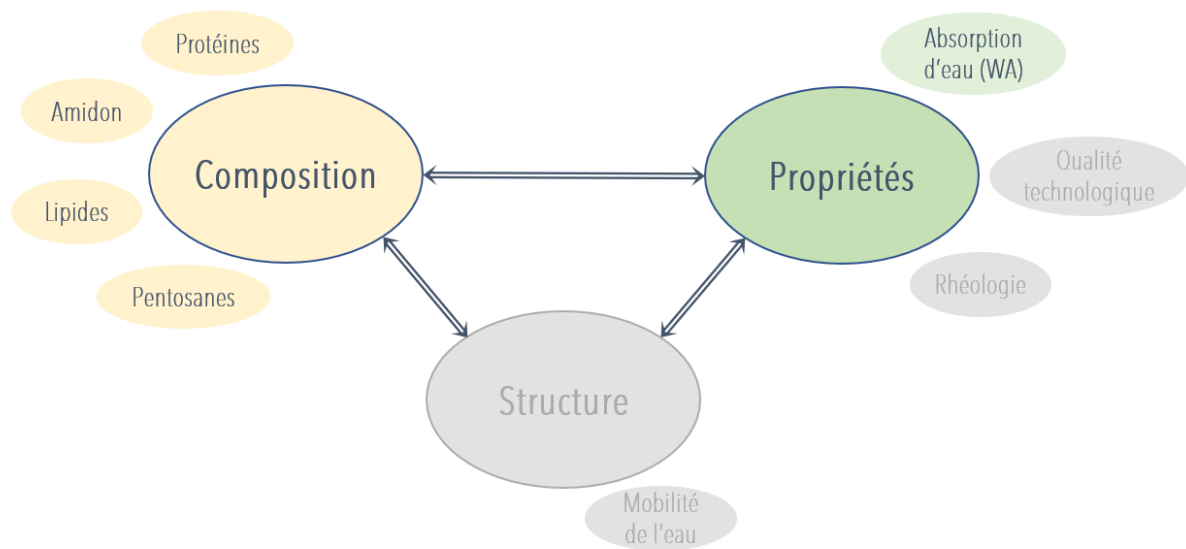 Protéines
Amidon
Composition
Lipides
Pentosanes
Absorption
d'eau (WA)
Propriétés
Qualité
technologique
Rhéologie
Structure
Mobilité
de l'eau